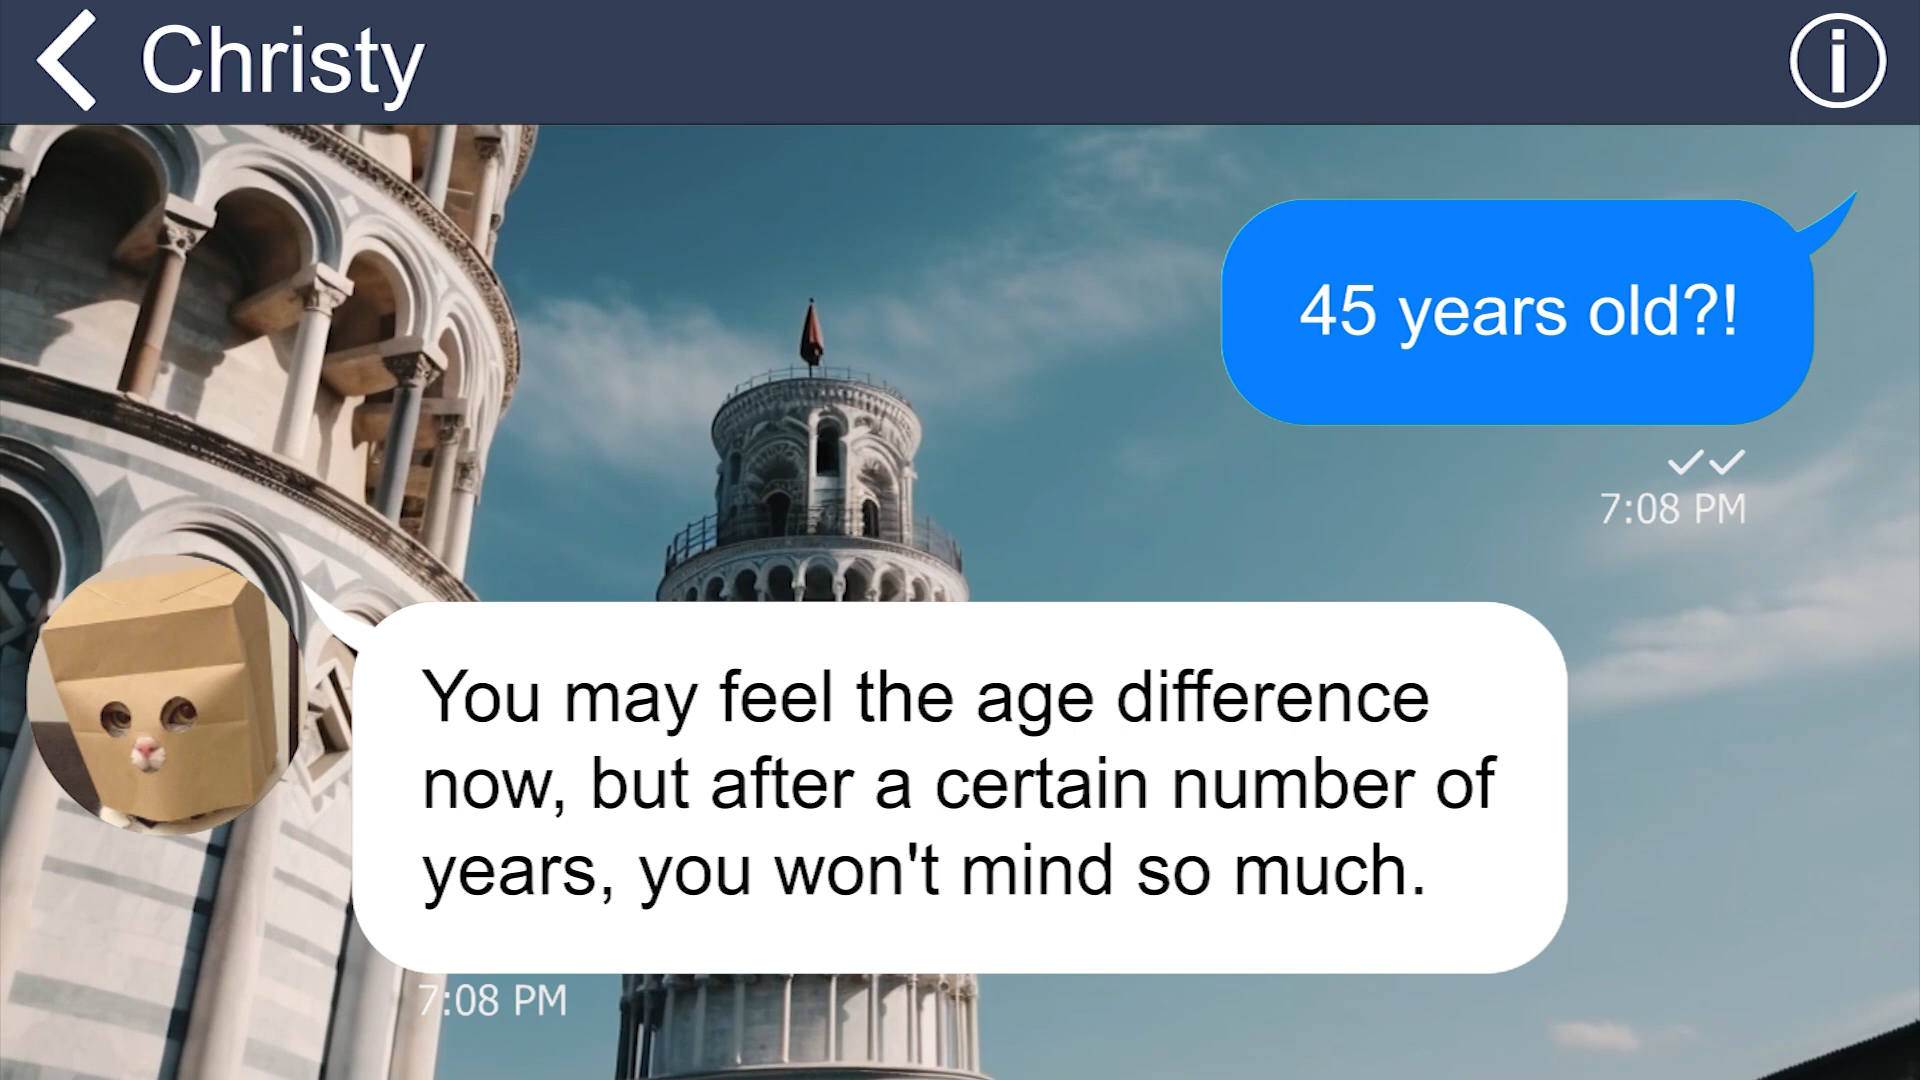 Christy
45 years old?!
7:08 PM
You may feel the age difference
now, but after a certain number of
years, you won't mind so much.
7:08 PM